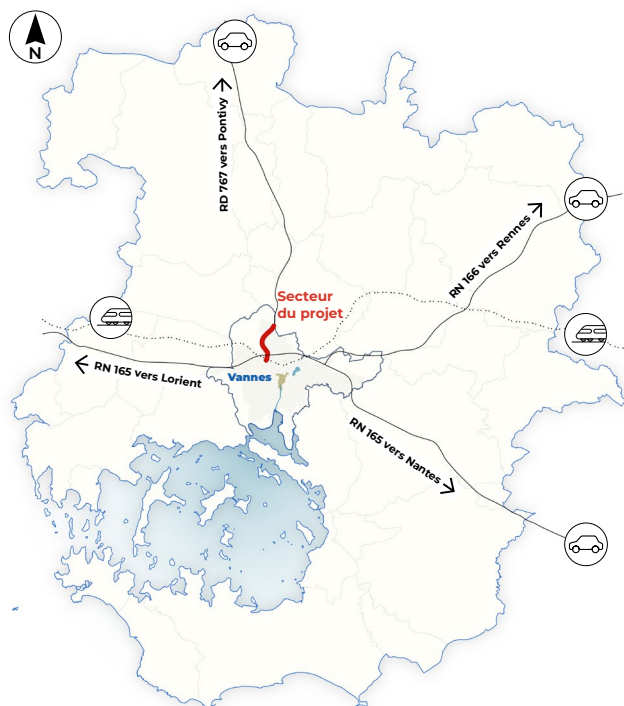 N
RD 767 vers Pontivy
RN 166 vers Rennes
Secteur
du projet
RN 165 vers Lorient
Vannes
RN 165 vers Nantes